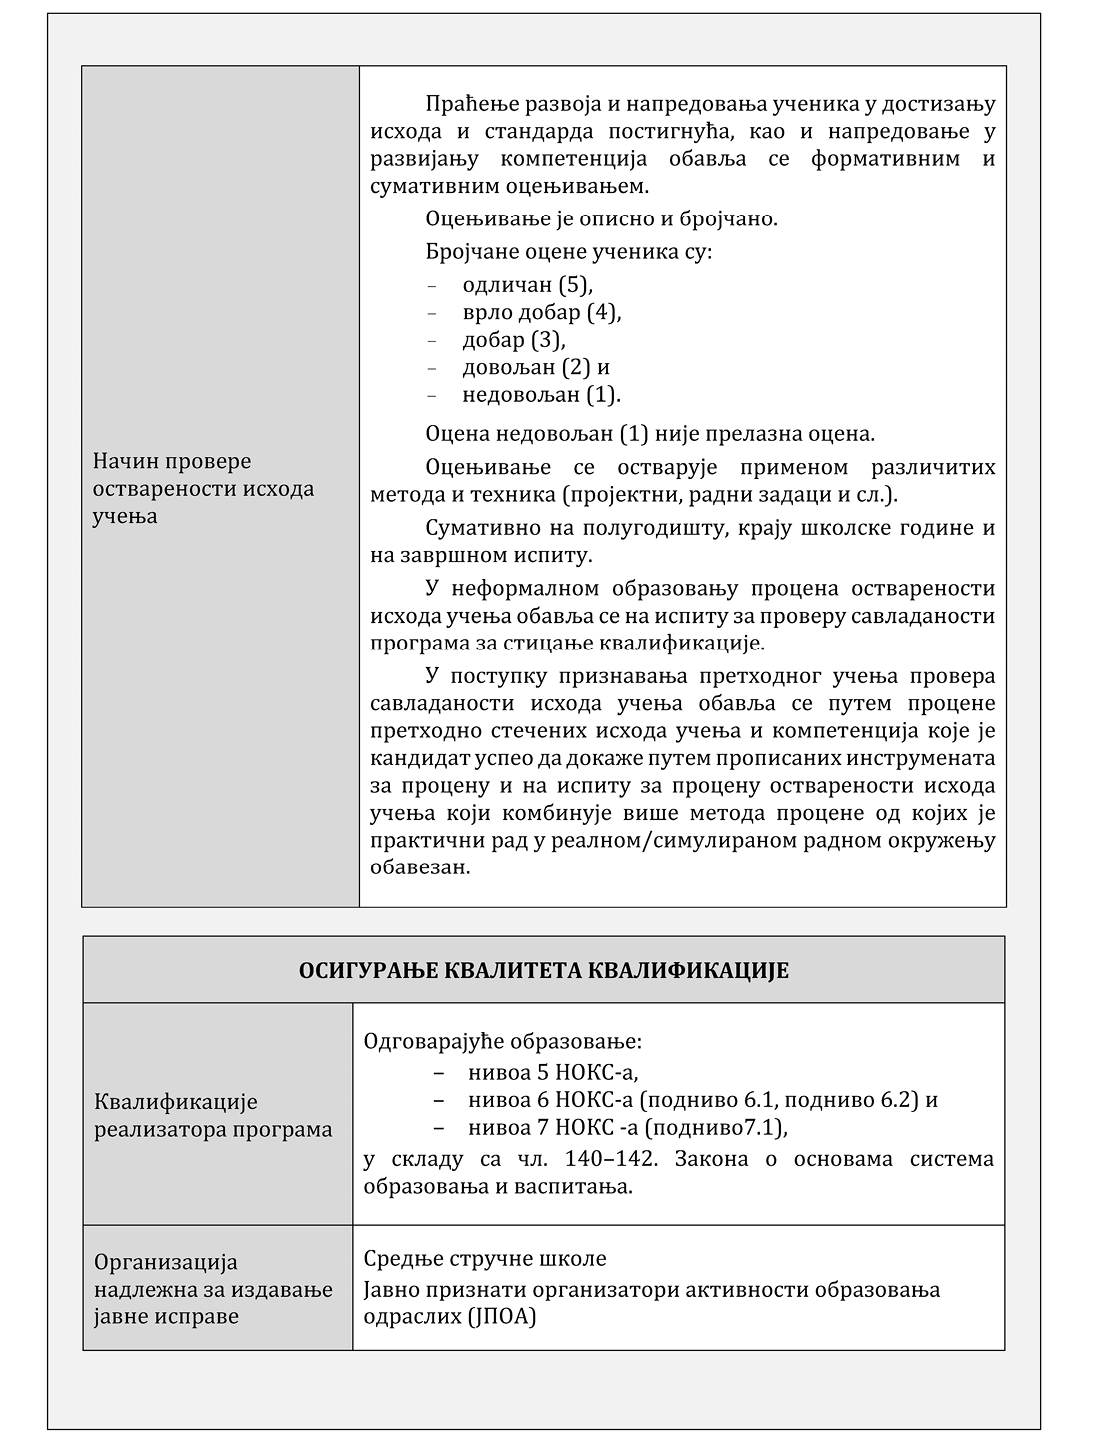 Начин провере
остварености исхода
учења
Праћење развоја и напредовања ученика у достизању
исхода и стандарда постигнућа, као и напредовање у
развијању компетенција обавља се формативним и
сумативним оцењивањем.
Оцењивање је описно и бројчано.
Бројчане оцене ученика су:
– одличан (5),
– врло добар (4),
– добар (3),
– довољан (2) и
– недовољан (1).
Оцена недовољан (1) није прелазна оцена.
Оцењивање се остварује применом различитих
метода и техника (пројектни, радни задаци и сл.).
Сумативно на полугодишту, крају школске године и
на завршном испиту.
У неформалном образовању процена остварености
исхода учења обавља се на испиту за проверу савладаности
програма за стицање квалификације.
У поступку признавања претходног учења провера
савладаности исхода учења обавља се путем процене
претходно стечених исхода учења и компетенција које је
кандидат успео да докаже путем прописаних инструмената
за процену и на испиту за процену остварености исхода
учења који комбинује више метода процене од којих је
практични рад у реалном/симулираном радном окружењу
обавезан.
ОСИГУРАЊЕ КВАЛИТЕТА КВАЛИФИКАЦИЈЕ
Квалификације
реализатора програма
Одговарајуће образовање:
– нивоа 5 НОКС-а,
– нивоа 6 НОКС-а (подниво 6.1, подниво 6.2) и
– нивоа 7 НОКС -а (подниво7.1),
у складу са чл. 140–142. Закона о основама система
образовања и васпитања.
Организација
надлежна за издавање
јавне исправе
Средње стручне школе
Јавно признати организатори активности образовања
одраслих (ЈПОА)